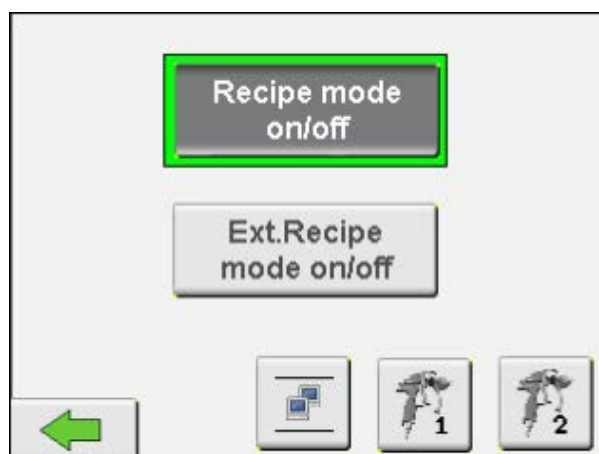 Recipe mode
on/off
Ext.Recipe
mode on/off
1
2